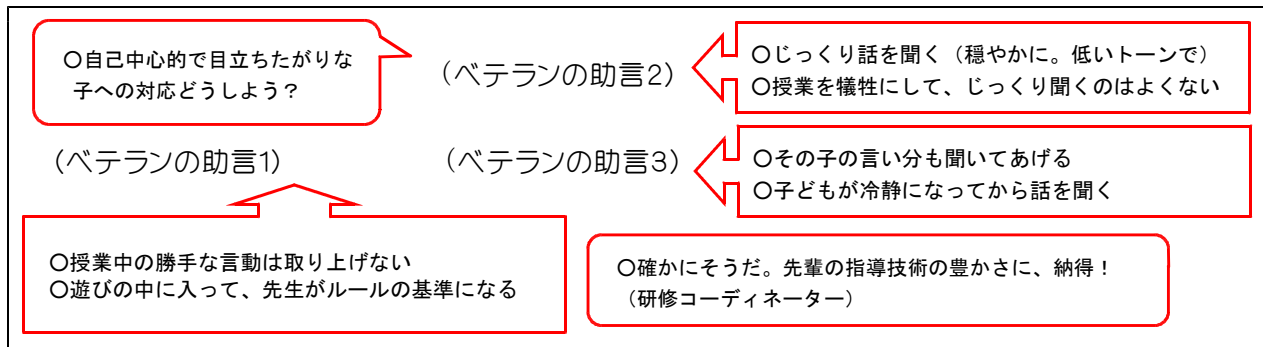 〇自己中心的で目立ちたがりな
子への対応どうしよう？
（ベテランの助言2）
〇じっくり話を聞く（穏やかに。低いトーンで）
〇授業を犠牲にして、じっくり聞くのはよくない
（ベテランの助言1）
（ベテランの助言3）
〇その子の言い分も聞いてあげる
〇子どもが冷静になってから話を聞く
〇授業中の勝手な言動は取り上げない
〇遊びの中に入って、先生がルールの基準になる
〇確かにそうだ。先輩の指導技術の豊かさに、納得！
（研修コーディネーター）